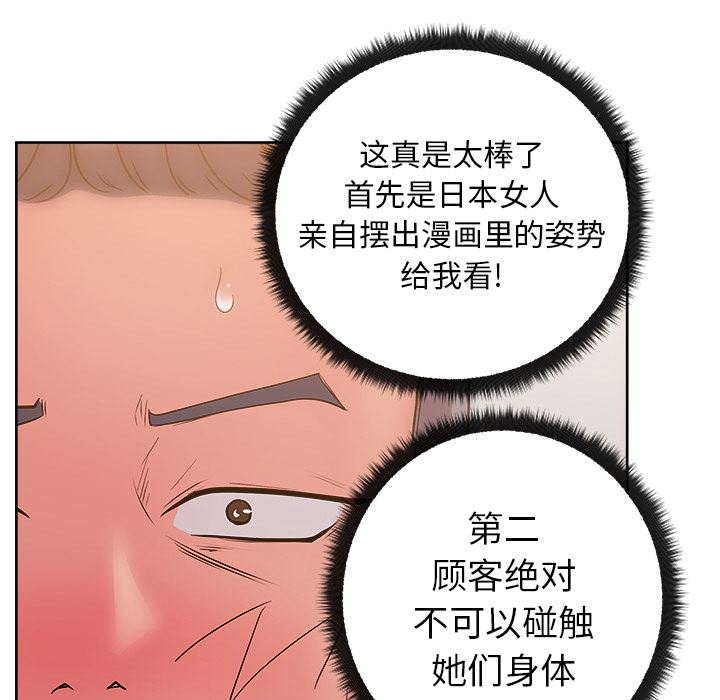 这真是太棒了
首先是日本女人
亲自摆出漫画里的姿势
给我看!
第二
顾客绝对
不可以碰触
她们身体